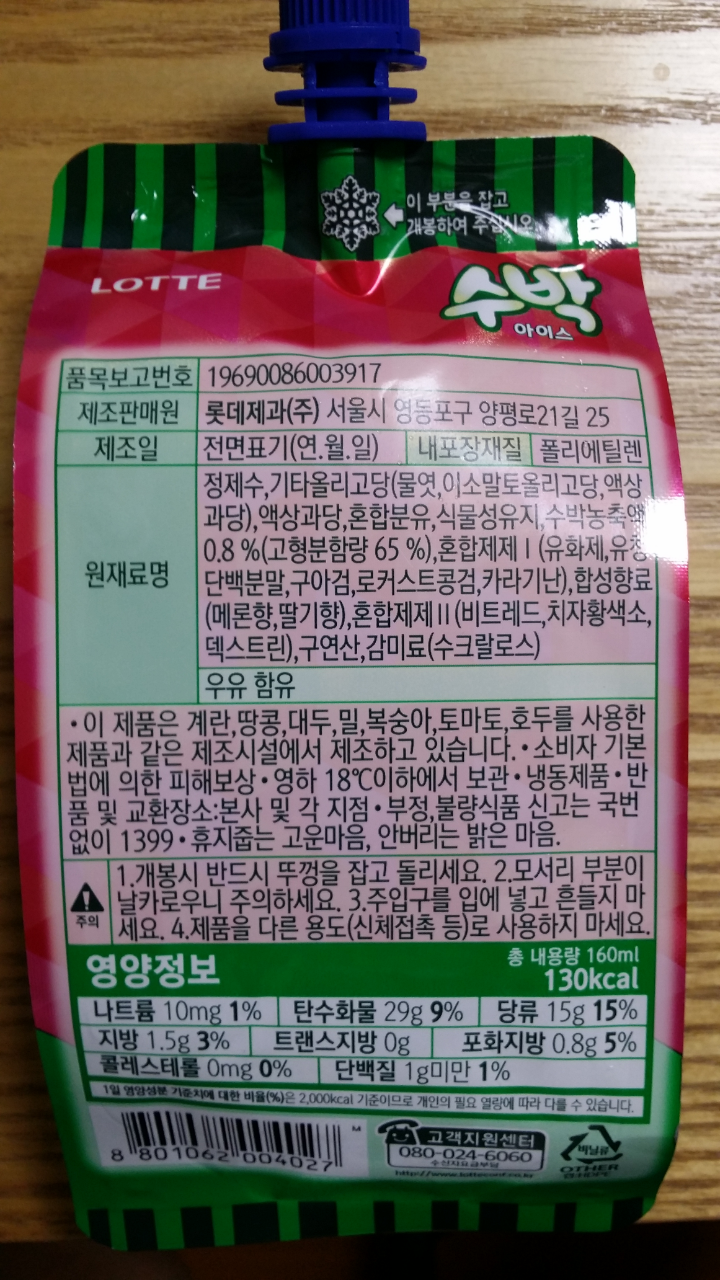 이 부분을 잡고
개봉하여 주십시오.
LOTTE
수박
아이스
품목보고번호 19690086003917
제조판매원 롯데제과(주) 서울시 영등포구 양평로21길 25
제조일 전면표기(연.월.일) 내포장재질 폴리에틸렌
원재료명
정제수,기타올리고당(물엿,이소말토올리고당,액상
과당),액상과당,혼합분유,식물성유지,수박농축액
0.8 %(고형분함량 65 %),혼합제제Ⅰ(유화제,유청
단백분말,구아검,로커스트콩검,카라기난),합성향료
(메론향,딸기향),혼합제제Ⅱ(비트레드,치자황색소,
덱스트린),구연산,감미료(수크랄로스)
우유 함유
•이 제품은 계란,땅콩,대두,밀,복숭아,토마토,호두를 사용한
제품과 같은 제조시설에서 제조하고 있습니다.•소비자 기본
법에 의한 피해보상•영하 18℃이하에서 보관•냉동제품•반
품 및 교환장소:본사 및 각 지점•부정,불량식품 신고는 국번
없이 1399•휴지줍는 고운마음, 안버리는 밝은 마음.
주의
1.개봉시 반드시 뚜껑을 잡고 돌리세요. 2.모서리 부분이
날카로우니 주의하세요. 3.주입구를 입에 넣고 흔들지 마
세요. 4.제품을 다른 용도(신체접촉 등)로 사용하지 마세요.
영양정보
총 내용량 160ml
130kcal
나트륨 10mg 1% 탄수화물 29g 9% 당류 15g 15%
지방 1.5g 3% 트랜스지방 0g 포화지방 0.8g 5%
콜레스테롤 0mg 0% 단백질 1g미만 1%
1일 영양성분 기준치에 대한 비율(%)은 2,000kcal 기준이므로 개인의 필요 열량에 따라 다를 수 있습니다.
8 801062 004027
M
고객지원센터
080-024-6060
수신자요금부담
비닐류
OTHER